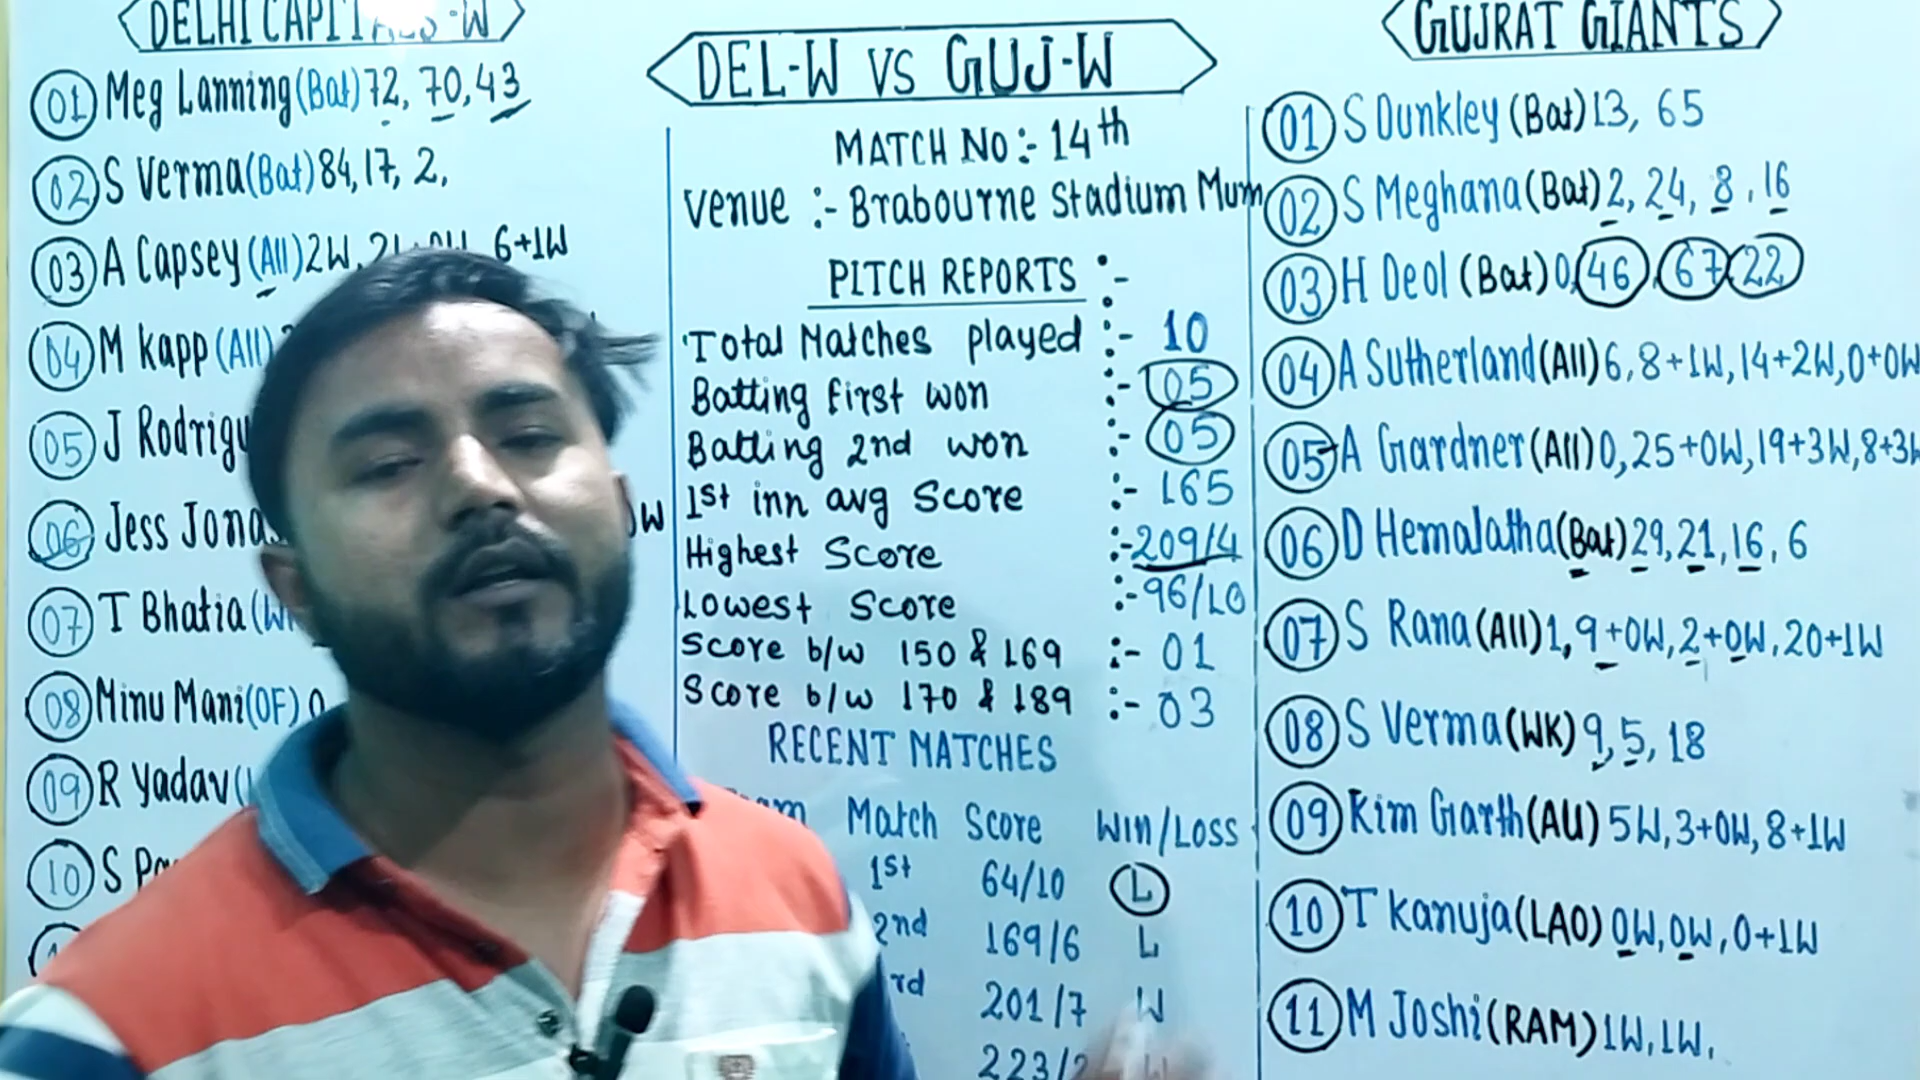 DELHI CAPITALS-W
01 Meg Lanning (Bat) 72, 70, 43
02 S Verma (Bat) 84, 17, 2,
03 A Capsey (All) 2W, 6+1W
04 M Kapp (All)
05 J Rodrigu
06 Jess Jonas W
07 T Bhatia (W
08 Minu Mani (OF) 0
09 R Yadav (
10 S Pa
DEL-W VS GUJ-W
MATCH NO :- 14th
Venue :- Brabourne Stadium Mum
PITCH REPORTS :-
Total Matches played :- 10
Batting first won :- 05
Batting 2nd won :- 05
1st inn avg Score :- 165
Highest Score :- 209/4
Lowest Score :- 96/10
Score b/w 150 & 169 :- 01
Score b/w 170 & 189 :- 03
RECENT MATCHES
Match Score Win/Loss
1st 64/10 L
2nd 169/6 L
rd 201/7 W
223/2 W
GUJRAT GIANTS
01 S Dunkley (Bat) 13, 65
02 S Meghana (Bat) 2, 24, 8, 16
03 H Deol (Bat) 0, 46, 67, 22
04 A Sutherland (All) 6, 8+1W, 14+2W, 0+0W
05 A Gardner (All) 0, 25+0W, 19+3W, 8+3W
06 D Hemalatha (Bat) 29, 21, 16, 6
07 S Rana (All) 1, 9+0W, 2+0W, 20+1W
08 S Verma (WK) 9, 5, 18
09 Kim Garth (All) 5W, 3+0W, 8+1W
10 T Kanuja (LAO) 0W, 0W, 0+1W
11 M Joshi (RAM) 1W, 1W,